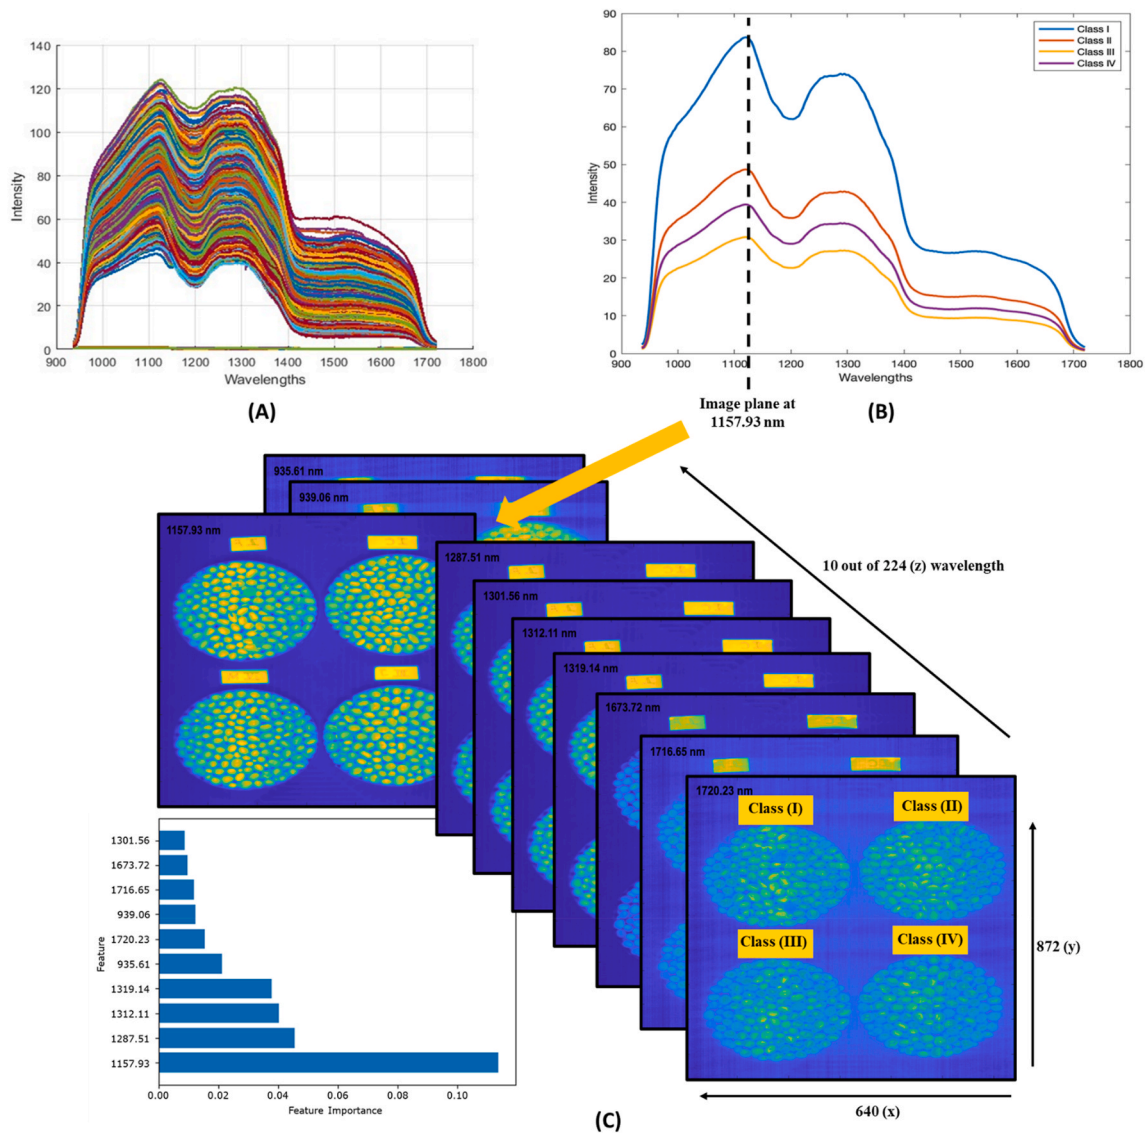 140
120
100
80
60
40
20
0
Intensity
900 1000 1100 1200 1300 1400 1500 1600 1700 1800
Wavelengths
(A)
90
80
70
60
50
40
30
20
10
0
Intensity
Class I
Class II
Class III
Class IV
900 1000 1100 1200 1300 1400 1500 1600 1700 1800
Wavelengths
Image plane at
1157.93 nm
(B)
935.61 nm
939.06 nm
1157.93 nm
1287.51 nm
1301.56 nm
1312.11 nm
1319.14 nm
1673.72 nm
1716.65 nm
1720.23 nm
10 out of 224 (z) wavelength
Class (I)
Class (II)
Class (III)
Class (IV)
872 (y)
640 (x)
1301.56
1673.72
1716.65
939.06
1720.23
935.61
1319.14
1312.11
1287.51
1157.93
Feature
0.00 0.02 0.04 0.06 0.08 0.10
Feature Importance
(C)